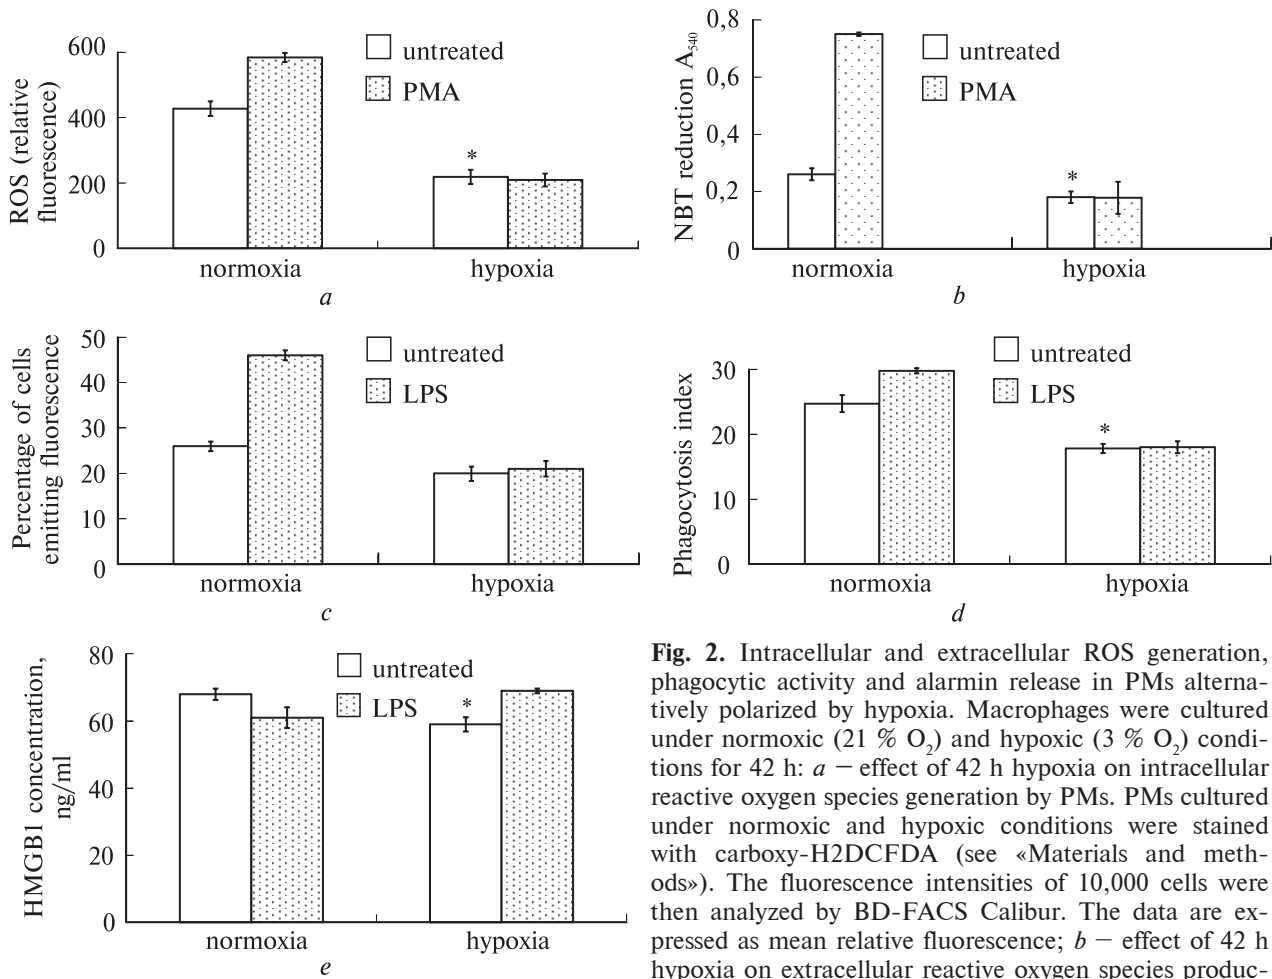 ROS (relative
fluorescence)
600
400
200
0
untreated
PMA
*
normoxia
hypoxia
a
NBT reduction A540
0,8
0,6
0,4
0,2
0
untreated
PMA
*
normoxia
hypoxia
b
Percentage of cells
emitting fluorescence
50
40
30
20
10
0
untreated
LPS
normoxia
hypoxia
c
Phagocytosis index
30
20
10
0
untreated
LPS
*
normoxia
hypoxia
d
HMGB1 concentration,
ng/ml
80
60
40
20
0
untreated
LPS
*
normoxia
hypoxia
e
Fig. 2. Intracellular and extracellular ROS generation,
phagocytic activity and alarmin release in PMs alterna-
tively polarized by hypoxia. Macrophages were cultured
under normoxic (21 % O2) and hypoxic (3 % O2) condi-
tions for 42 h: a – effect of 42 h hypoxia on intracellular
reactive oxygen species generation by PMs. PMs cultured
under normoxic and hypoxic conditions were stained
with carboxy-H2DCFDA (see «Materials and meth-
ods»). The fluorescence intensities of 10,000 cells were
then analyzed by BD-FACS Calibur. The data are ex-
pressed as mean relative fluorescence; b – effect of 42 h
hypoxia on extracellular reactive oxygen species produc-